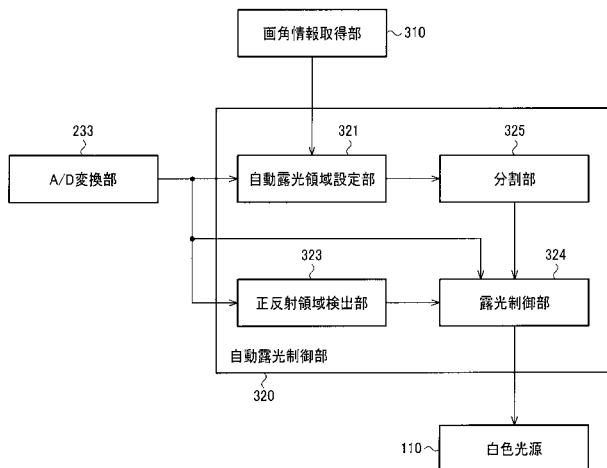 画角情報取得部
310
233
321
325
A/D変換部
自動露光領域設定部
分割部
323
324
正反射領域検出部
露光制御部
自動露光制御部
320
110
白色光源